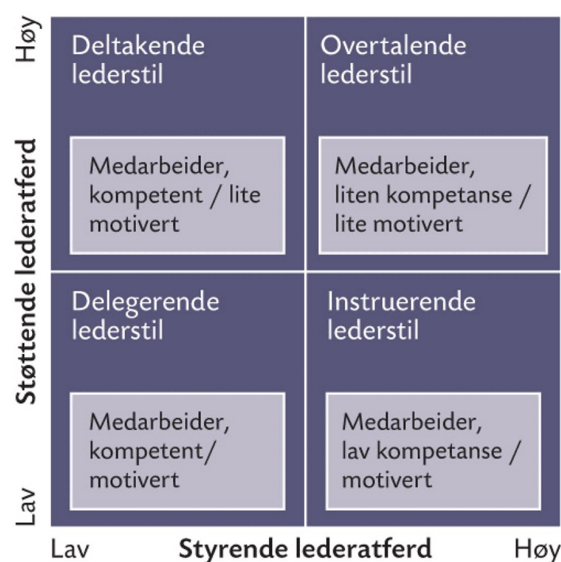 Høy
Støttende lederatferd
Lav
Deltakende
lederstil
Medarbeider,
kompetent / lite
motivert
Overtalende
lederstil
Medarbeider,
liten kompetanse /
lite motivert
Delegerende
lederstil
Medarbeider,
kompetent/
motivert
Instruerende
lederstil
Medarbeider,
lav kompetanse /
motivert
Lav
Styrende lederatferd
Høy